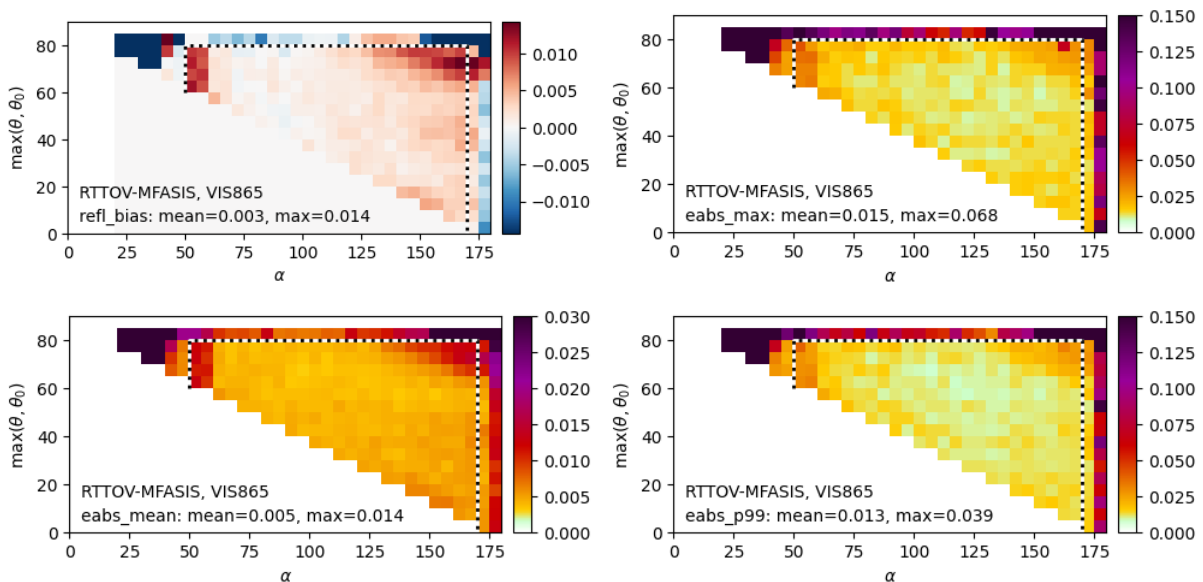 max(θ, θ₀)
80
60
40
20
0
RTTOV-MFASIS, VIS865
refl_bias: mean=0.003, max=0.014
0 25 50 75 100 125 150 175
α
0.010
0.005
0.000
−0.005
−0.010
max(θ, θ₀)
80
60
40
20
0
RTTOV-MFASIS, VIS865
eabs_max: mean=0.015, max=0.068
0 25 50 75 100 125 150 175
α
0.150
0.125
0.100
0.075
0.050
0.025
0.000
max(θ, θ₀)
80
60
40
20
0
RTTOV-MFASIS, VIS865
eabs_mean: mean=0.005, max=0.014
0 25 50 75 100 125 150 175
α
0.030
0.025
0.020
0.015
0.010
0.005
0.000
max(θ, θ₀)
80
60
40
20
0
RTTOV-MFASIS, VIS865
eabs_p99: mean=0.013, max=0.039
0 25 50 75 100 125 150 175
α
0.150
0.125
0.100
0.075
0.050
0.025
0.000